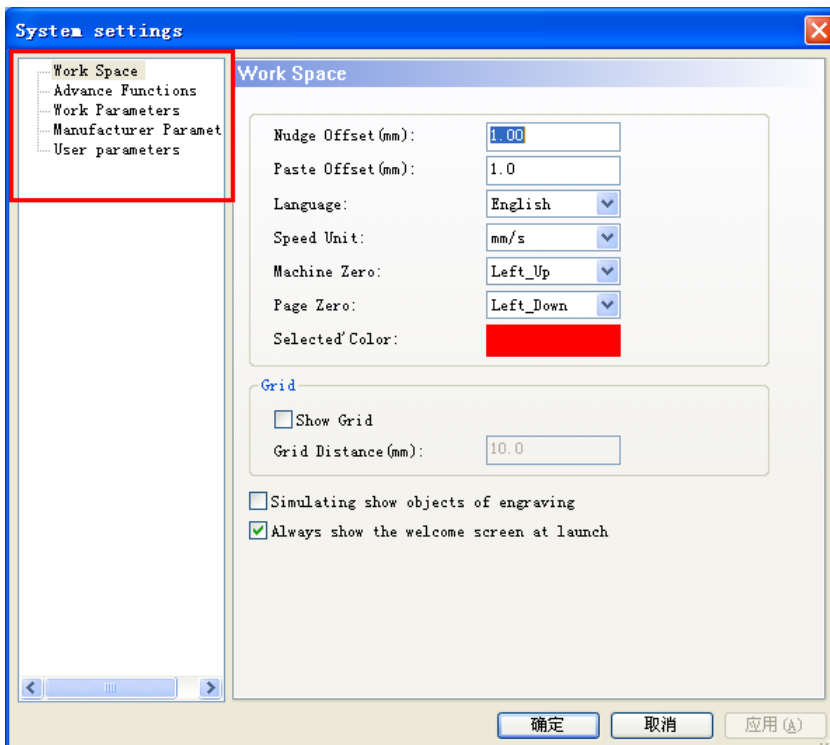 System settings
Work Space
Advance Functions
Work Parameters
Manufacturer Paramet
User parameters
Work Space
Nudge Offset(mm): 1.00
Paste Offset(mm): 1.0
Language: English
Speed Unit: mm/s
Machine Zero: Left_Up
Page Zero: Left_Down
Selected'Color:
Grid
Show Grid
Grid Distance(mm): 10.0
Simulating show objects of engraving
Always show the welcome screen at launch
确定 取消 应用(A)